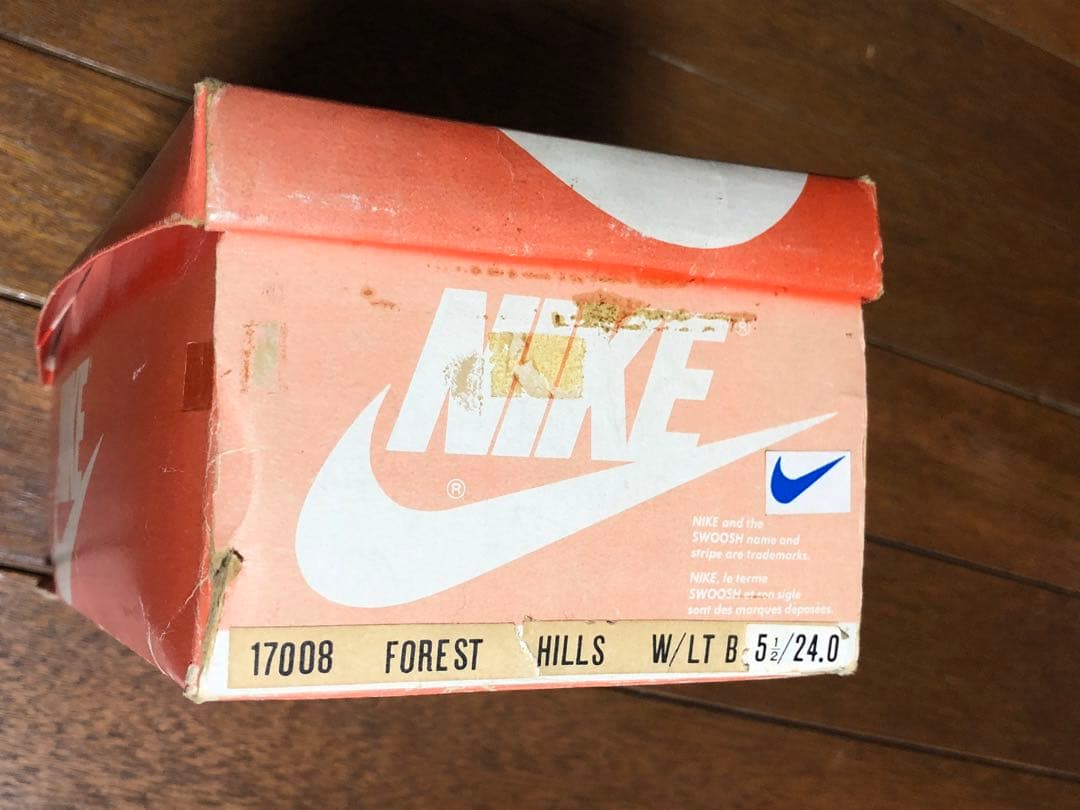 NIKE®
®
NIKE and the
SWOOSH name and
stripe are trademarks.
NIKE, le terme
SWOOSH et son sigle
sont des marques deposées.
17008 FOREST HILLS W/LT B 5½/24.0